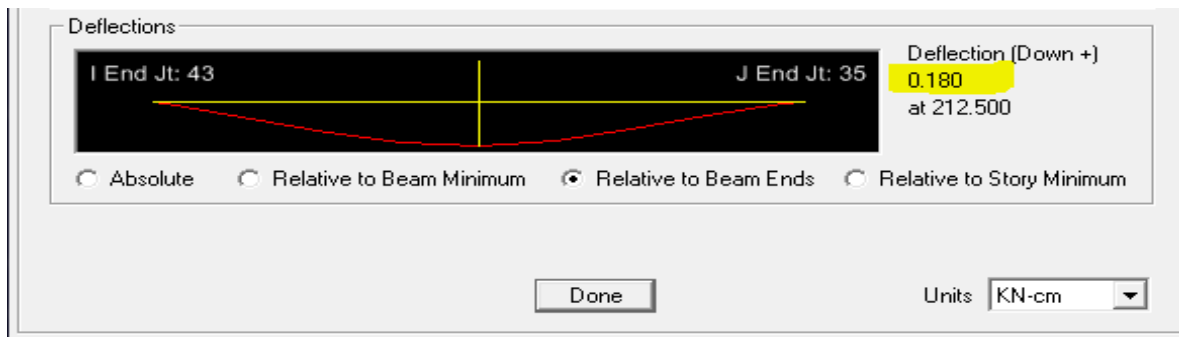 Deflections
I End Jt: 43
J End Jt: 35
Deflection (Down +)
0.180
at 212.500
Absolute
Relative to Beam Minimum
Relative to Beam Ends
Relative to Story Minimum
Done
Units
KN-cm